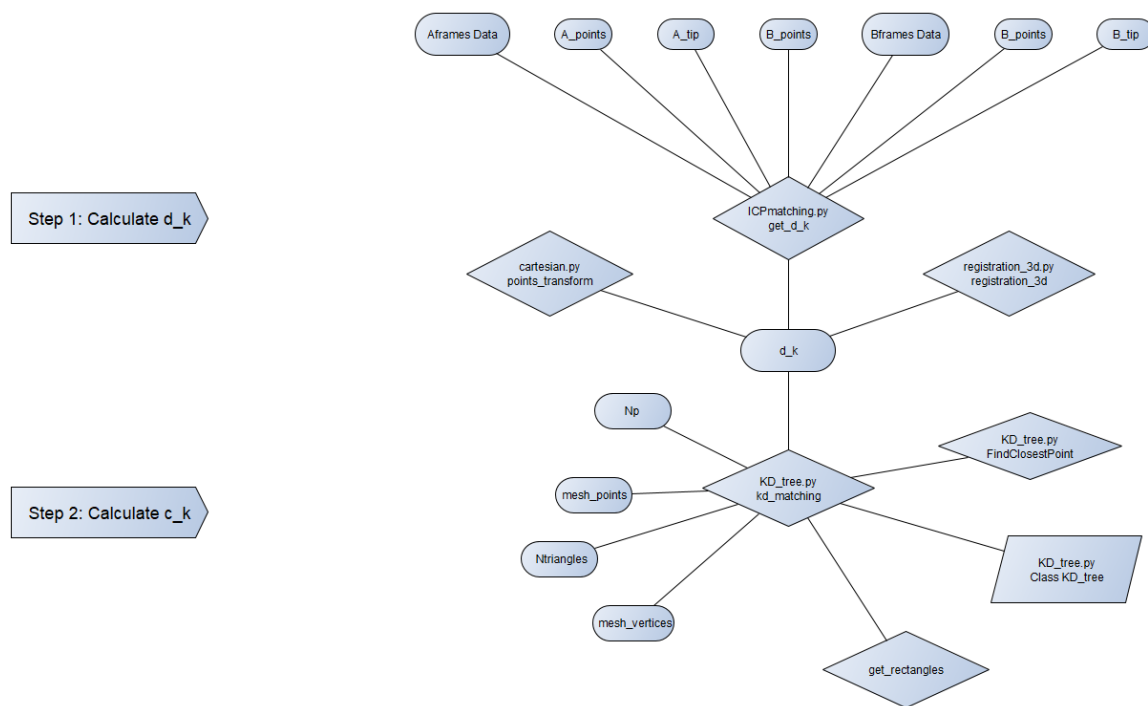 Aframes Data
A_points
A_tip
B_points
Bframes Data
B_points
B_tip
ICPmatching.py
get_d_k
Step 1: Calculate d_k
cartesian.py
points_transform
registration_3d.py
registration_3d
d_k
Np
KD_tree.py
FindClosestPoint
KD_tree.py
kd_matching
mesh_points
Step 2: Calculate c_k
Ntriangles
KD_tree.py
Class KD_tree
mesh_vertices
get_rectangles